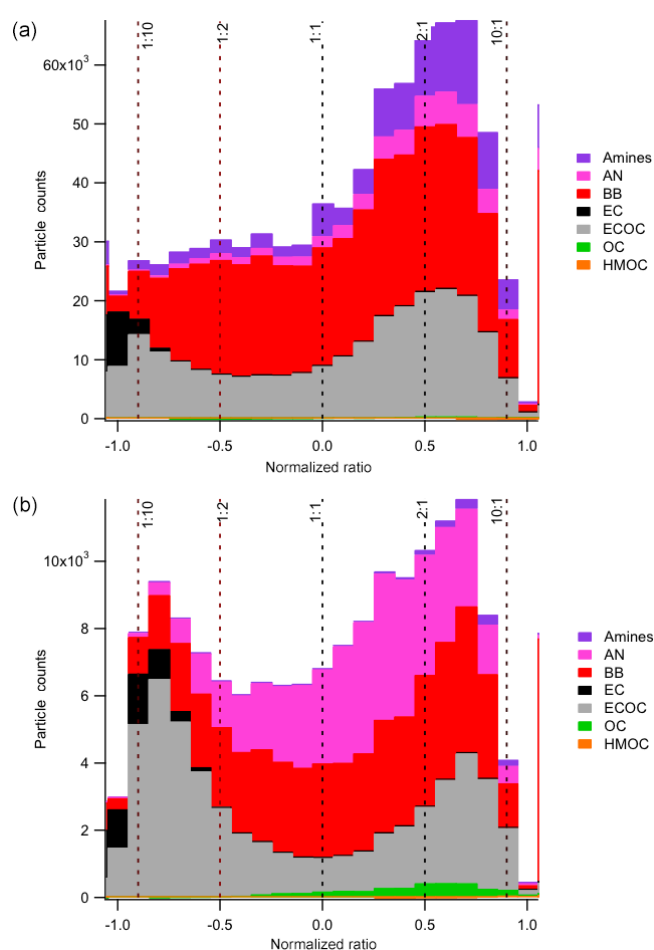 (a)
1:10
1:2
1:1
2:1
10:1
60x10³
50
40
30
20
10
0
Particle counts
-1.0
-0.5
0.0
0.5
1.0
Normalized ratio
Amines
AN
BB
EC
ECOC
OC
HMOC
(b)
1:10
1:2
1:1
2:1
10:1
10x10³
8
6
4
2
0
Particle counts
-1.0
-0.5
0.0
0.5
1.0
Normalized ratio
Amines
AN
BB
EC
ECOC
OC
HMOC